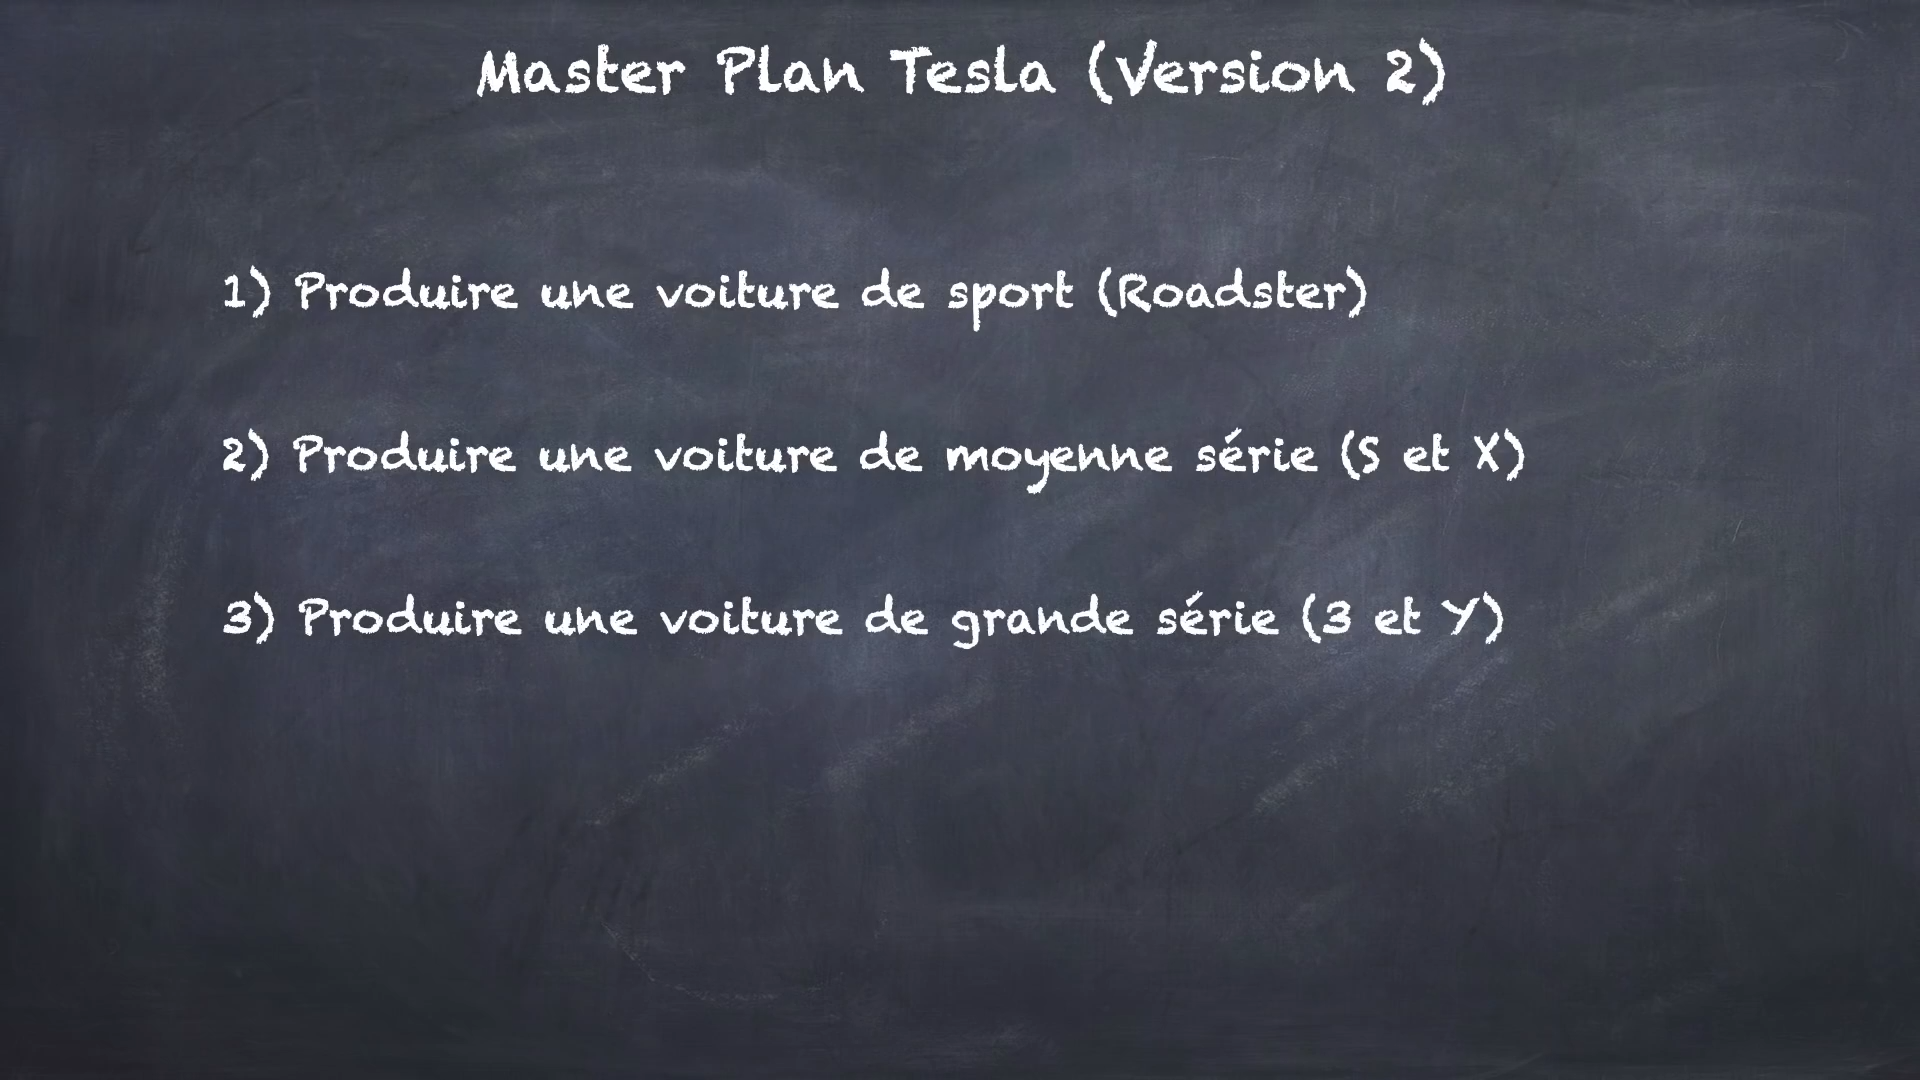 Master Plan Tesla (Version 2)
1) Produire une voiture de sport (Roadster)
2) Produire une voiture de moyenne série (S et X)
3) Produire une voiture de grande série (3 et Y)